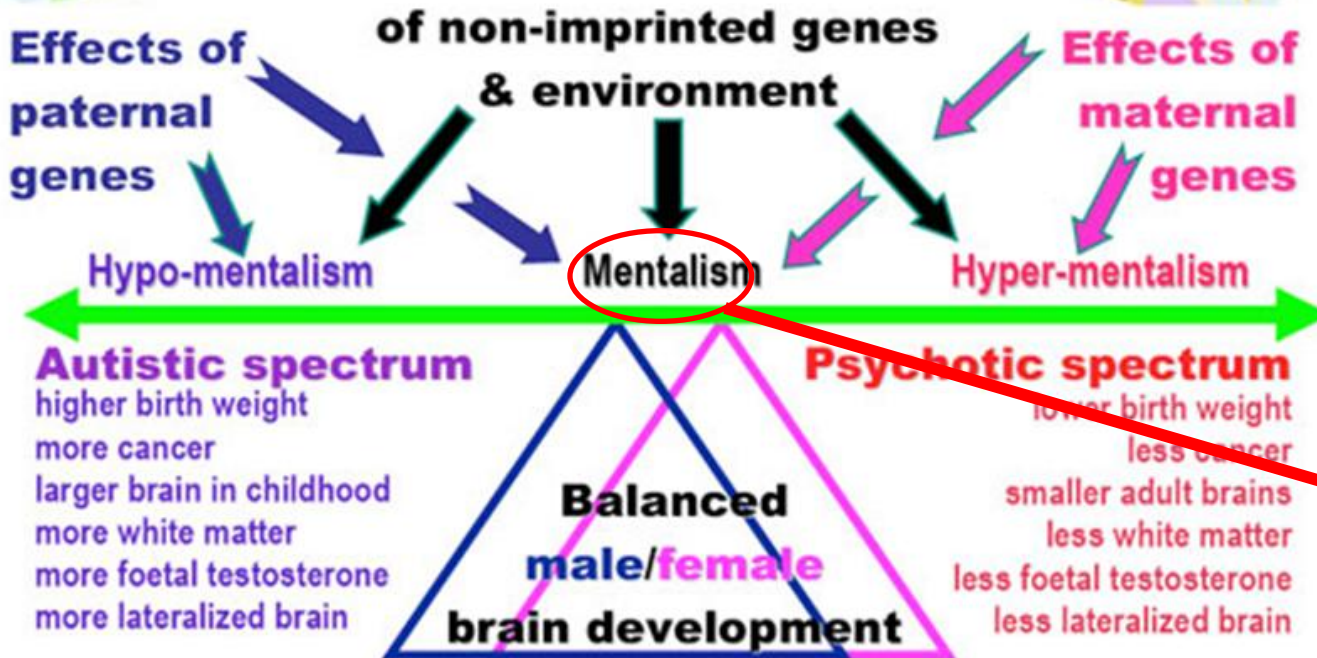 Effects of
paternal
genes
of non-imprinted genes
& environment
Effects of
maternal
genes
Hypo-mentalism
Mentalism
Hyper-mentalism
Autistic spectrum
higher birth weight
more cancer
larger brain in childhood
more white matter
more foetal testosterone
more lateralized brain
Balanced
male/female
brain development
Psychotic spectrum
lower birth weight
less cancer
smaller adult brains
less white matter
less foetal testosterone
less lateralized brain